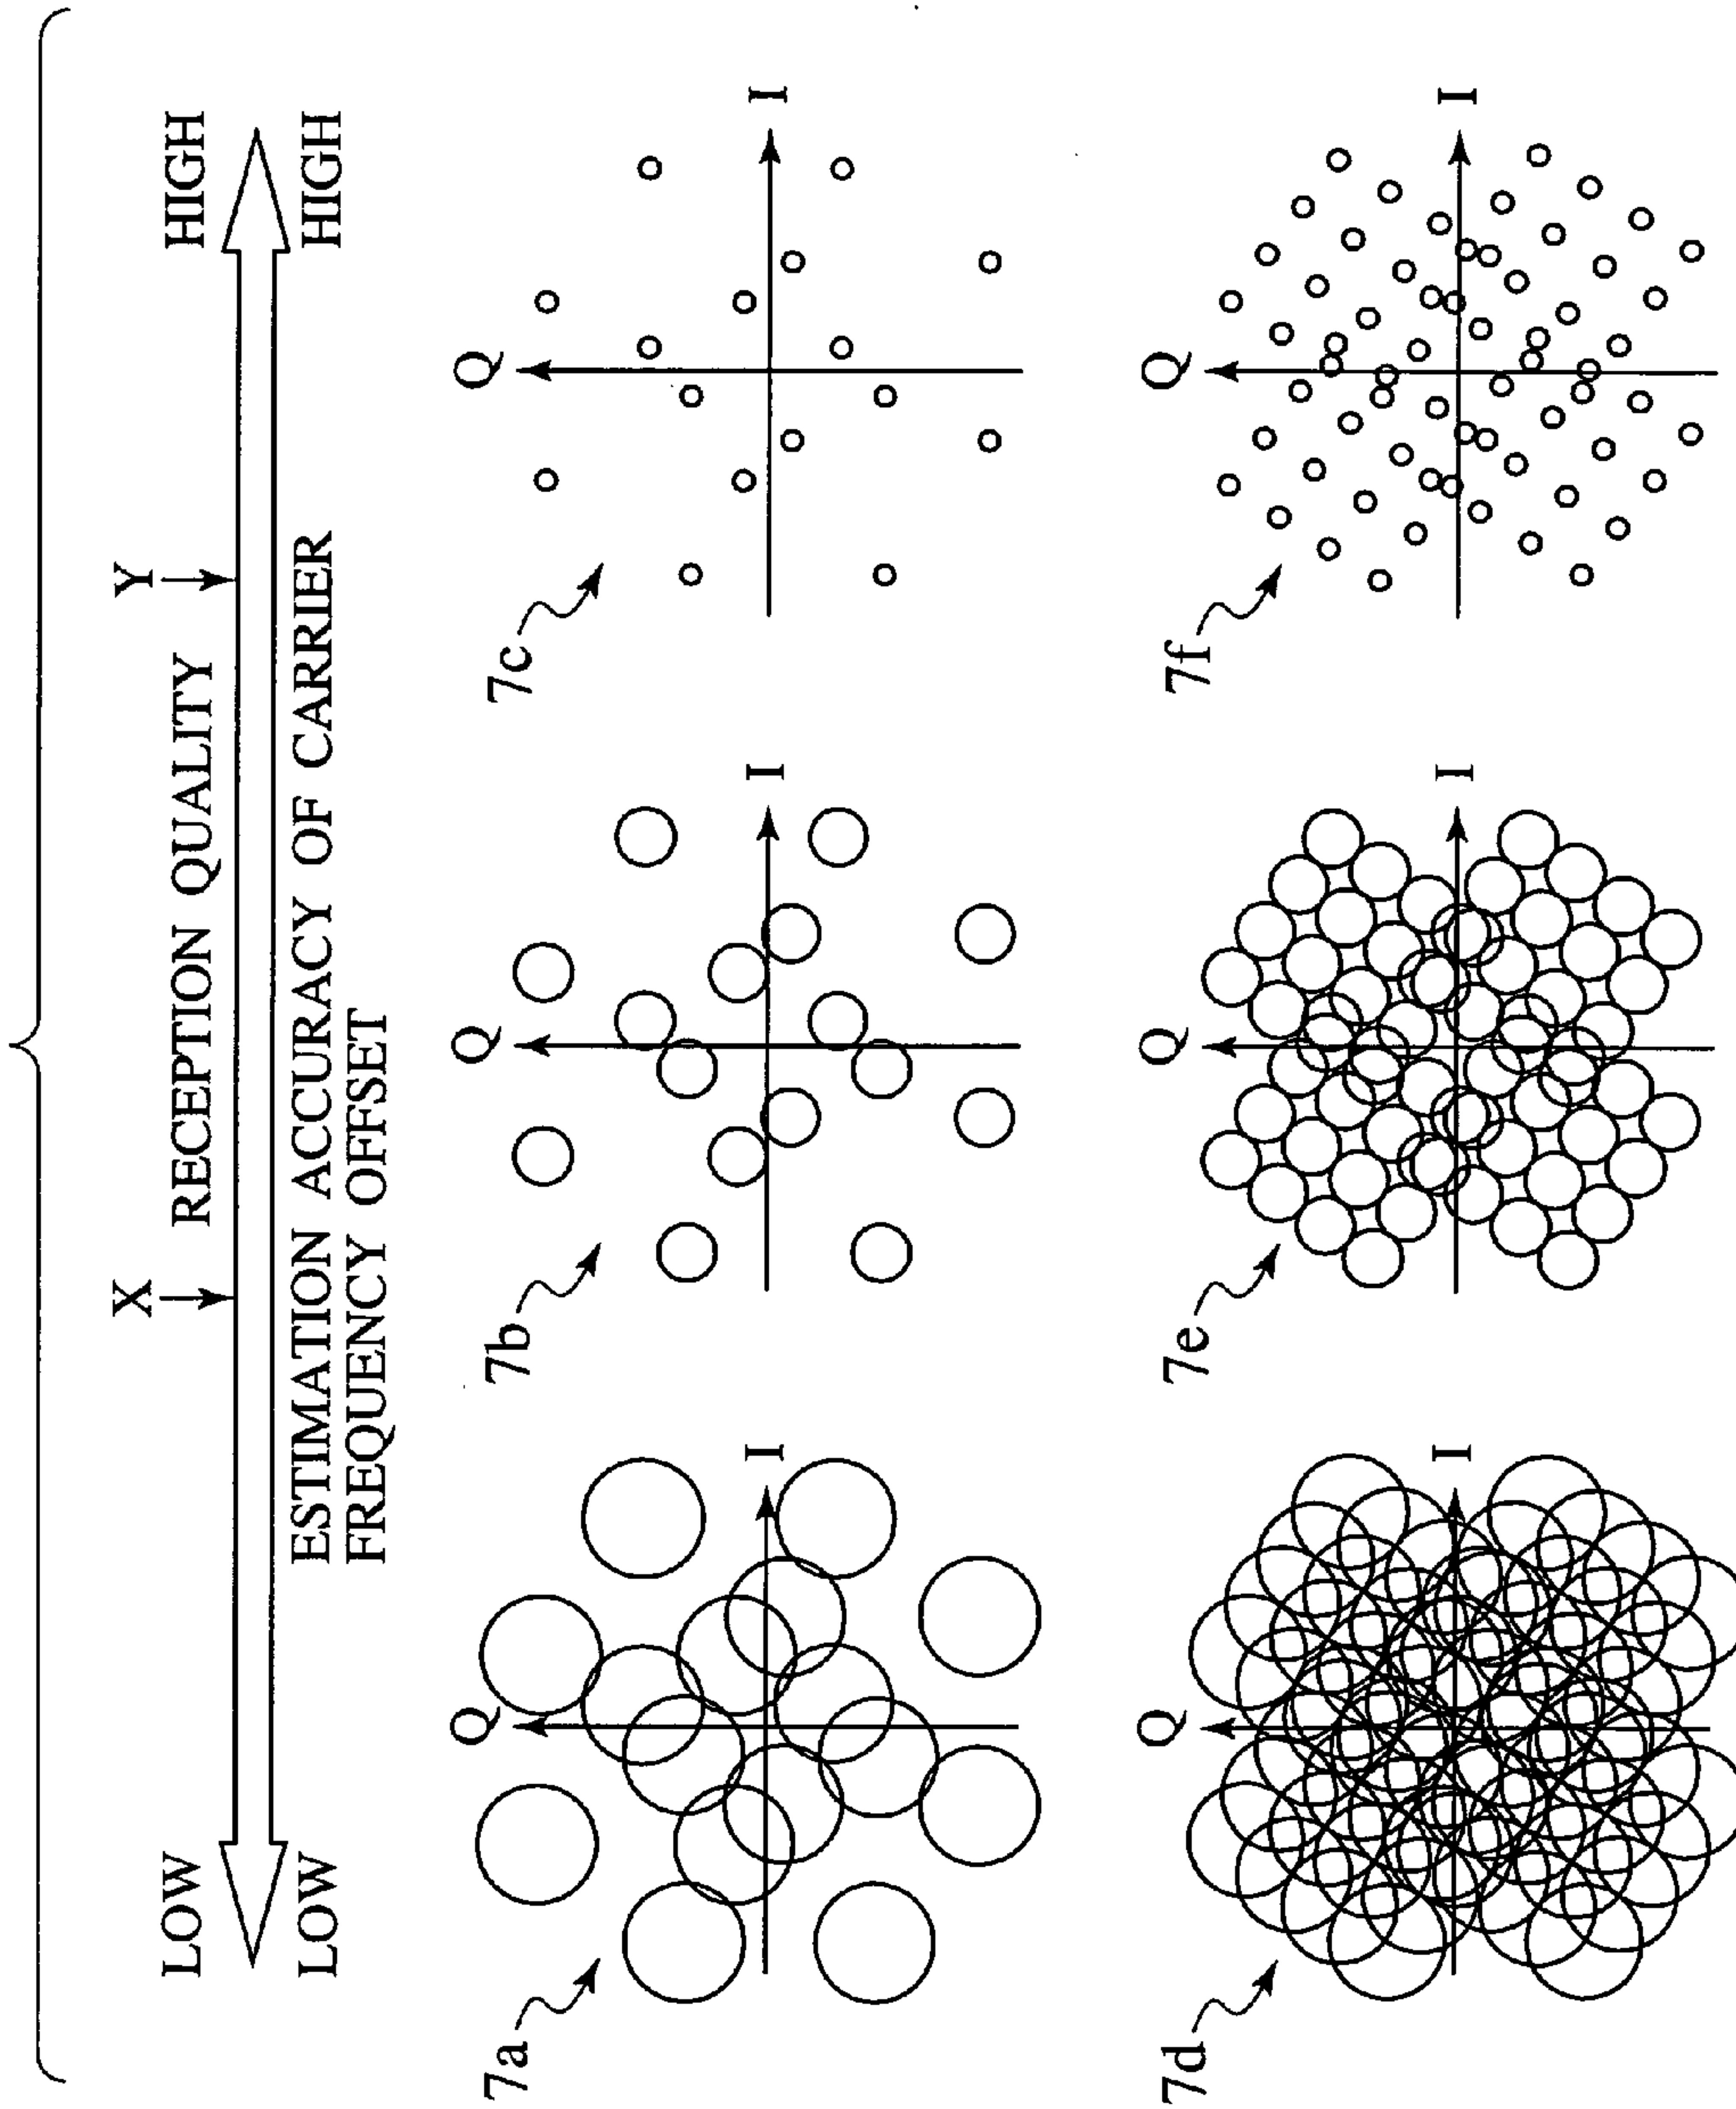 X
Y
LOW
RECEPTION QUALITY
HIGH
LOW
ESTIMATION ACCURACY OF CARRIER
FREQUENCY OFFSET
HIGH
7a
Q
I
7b
Q
I
7c
Q
I
7d
Q
I
7e
Q
I
7f
Q
I